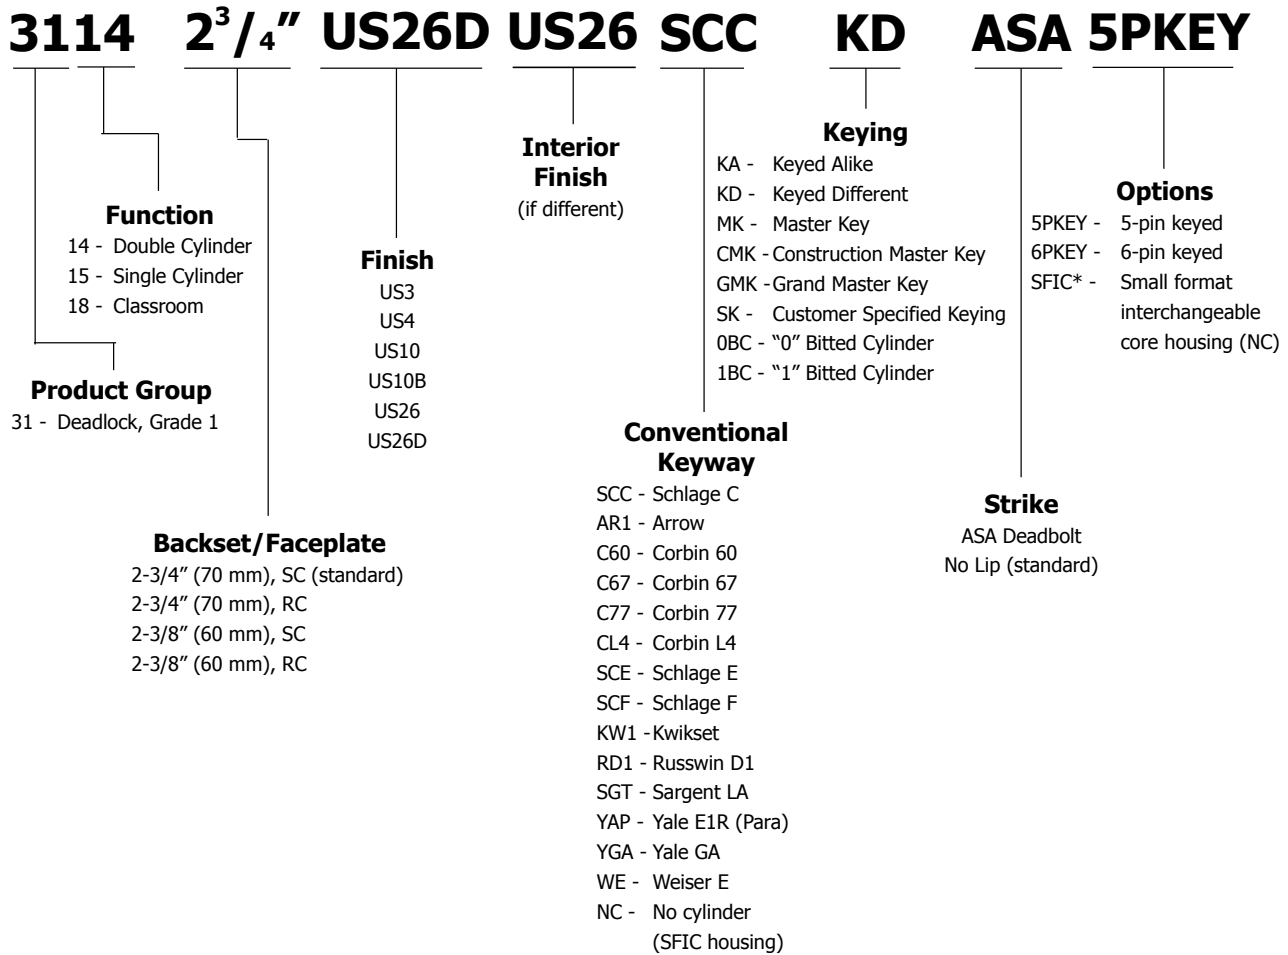 3114 2 3/4" US26D US26 SCC KD ASA 5PKEY
Function
14 - Double Cylinder
15 - Single Cylinder
18 - Classroom
Product Group
31 - Deadlock, Grade 1
Backset/Faceplate
2-3/4" (70 mm), SC (standard)
2-3/4" (70 mm), RC
2-3/8" (60 mm), SC
2-3/8" (60 mm), RC
Finish
US3
US4
US10
US10B
US26
US26D
Interior
Finish
(if different)
Conventional
Keyway
SCC - Schlage C
AR1 - Arrow
C60 - Corbin 60
C67 - Corbin 67
C77 - Corbin 77
CL4 - Corbin L4
SCE - Schlage E
SCF - Schlage F
KW1 - Kwikset
RD1 - Russwin D1
SGT - Sargent LA
YAP - Yale E1R (Para)
YGA - Yale GA
WE - Weiser E
NC - No cylinder
(SFIC housing)
Keying
KA - Keyed Alike
KD - Keyed Different
MK - Master Key
CMK - Construction Master Key
GMK - Grand Master Key
SK - Customer Specified Keying
0BC - “0” Bitted Cylinder
1BC - “1” Bitted Cylinder
Strike
ASA Deadbolt
No Lip (standard)
Options
5PKEY - 5-pin keyed
6PKEY - 6-pin keyed
SFIC* - Small format
interchangeable
core housing (NC)